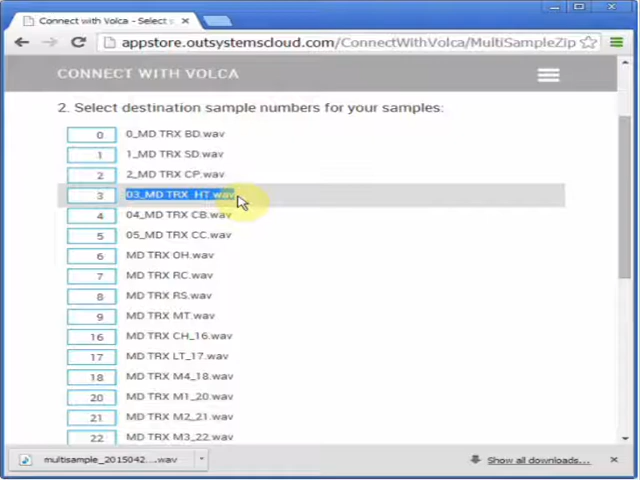 Connect with Volca - Select s
appstore.outsystemscloud.com/ConnectWithVolca/MultiSampleZip
CONNECT WITH VOLCA
2. Select destination sample numbers for your samples:
0 0_MD TRX BD.wav
1 1_MD TRX SD.wav
2 2_MD TRX CP.wav
3 03_MD TRX HT.wav
4 04_MD TRX CB.wav
5 05_MD TRX CC.wav
6 MD TRX OH.wav
7 MD TRX RC.wav
8 MD TRX RS.wav
9 MD TRX MT.wav
16 MD TRX CH_16.wav
17 MD TRX LT_17.wav
18 MD TRX M4_18.wav
20 MD TRX M1_20.wav
21 MD TRX M2_21.wav
22 MD TRX M3_22.wav
multisample_2015042....wav
Show all downloads...